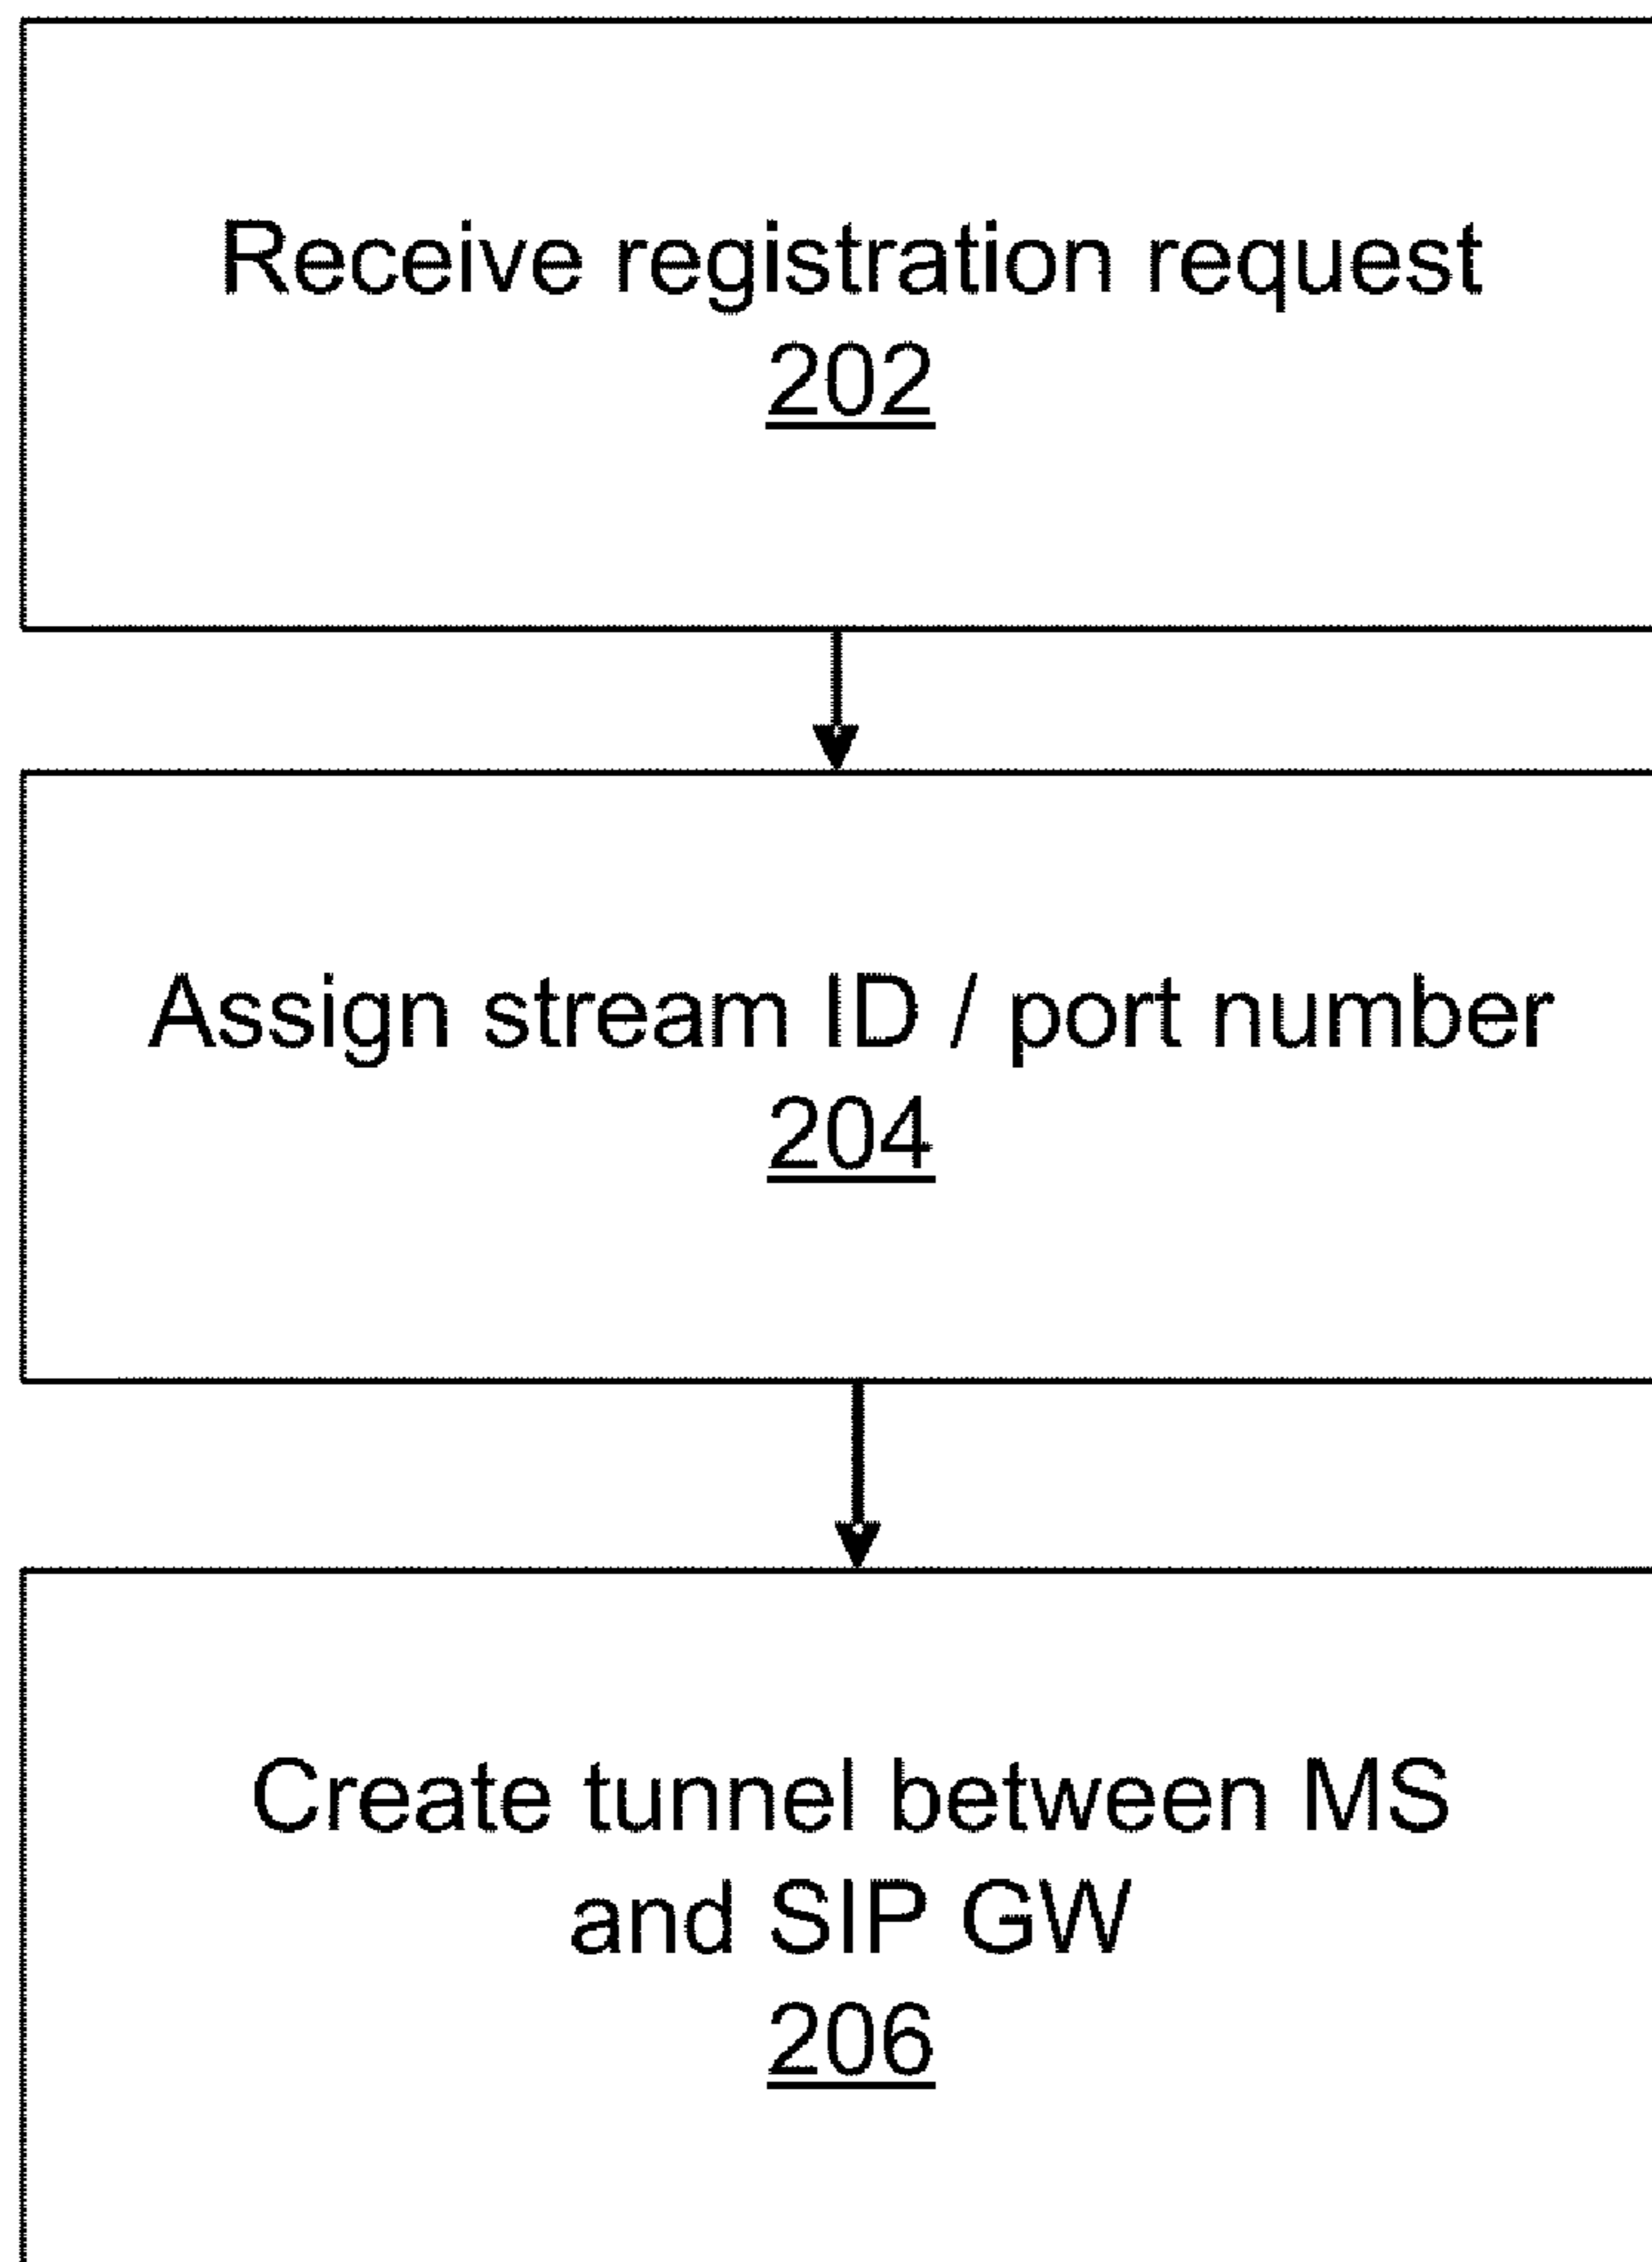 Receive registration request
202
Assign stream ID / port number
204
Create tunnel between MS
and SIP GW
206